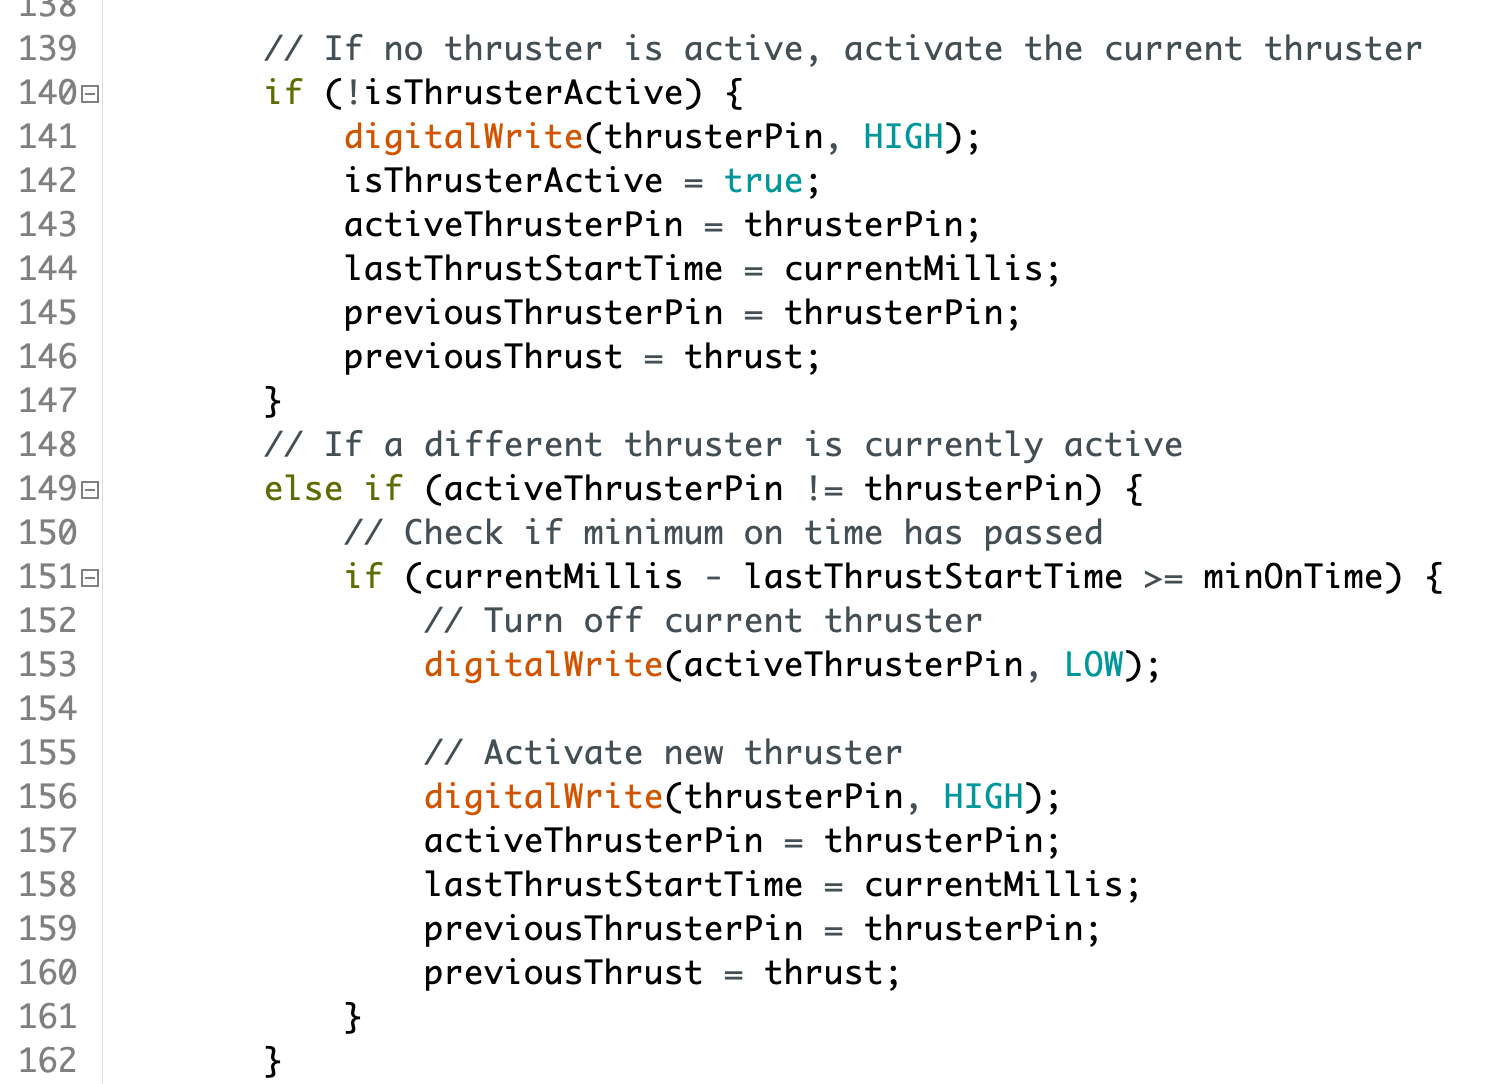 138
139 // If no thruster is active, activate the current thruster
140 if (!isThrusterActive) {
141 digitalWrite(thrusterPin, HIGH);
142 isThrusterActive = true;
143 activeThrusterPin = thrusterPin;
144 lastThrustStartTime = currentMillis;
145 previousThrusterPin = thrusterPin;
146 previousThrust = thrust;
147 }
148 // If a different thruster is currently active
149 else if (activeThrusterPin != thrusterPin) {
150 // Check if minimum on time has passed
151 if (currentMillis - lastThrustStartTime >= minOnTime) {
152 // Turn off current thruster
153 digitalWrite(activeThrusterPin, LOW);
154
155 // Activate new thruster
156 digitalWrite(thrusterPin, HIGH);
157 activeThrusterPin = thrusterPin;
158 lastThrustStartTime = currentMillis;
159 previousThrusterPin = thrusterPin;
160 previousThrust = thrust;
161 }
162 }